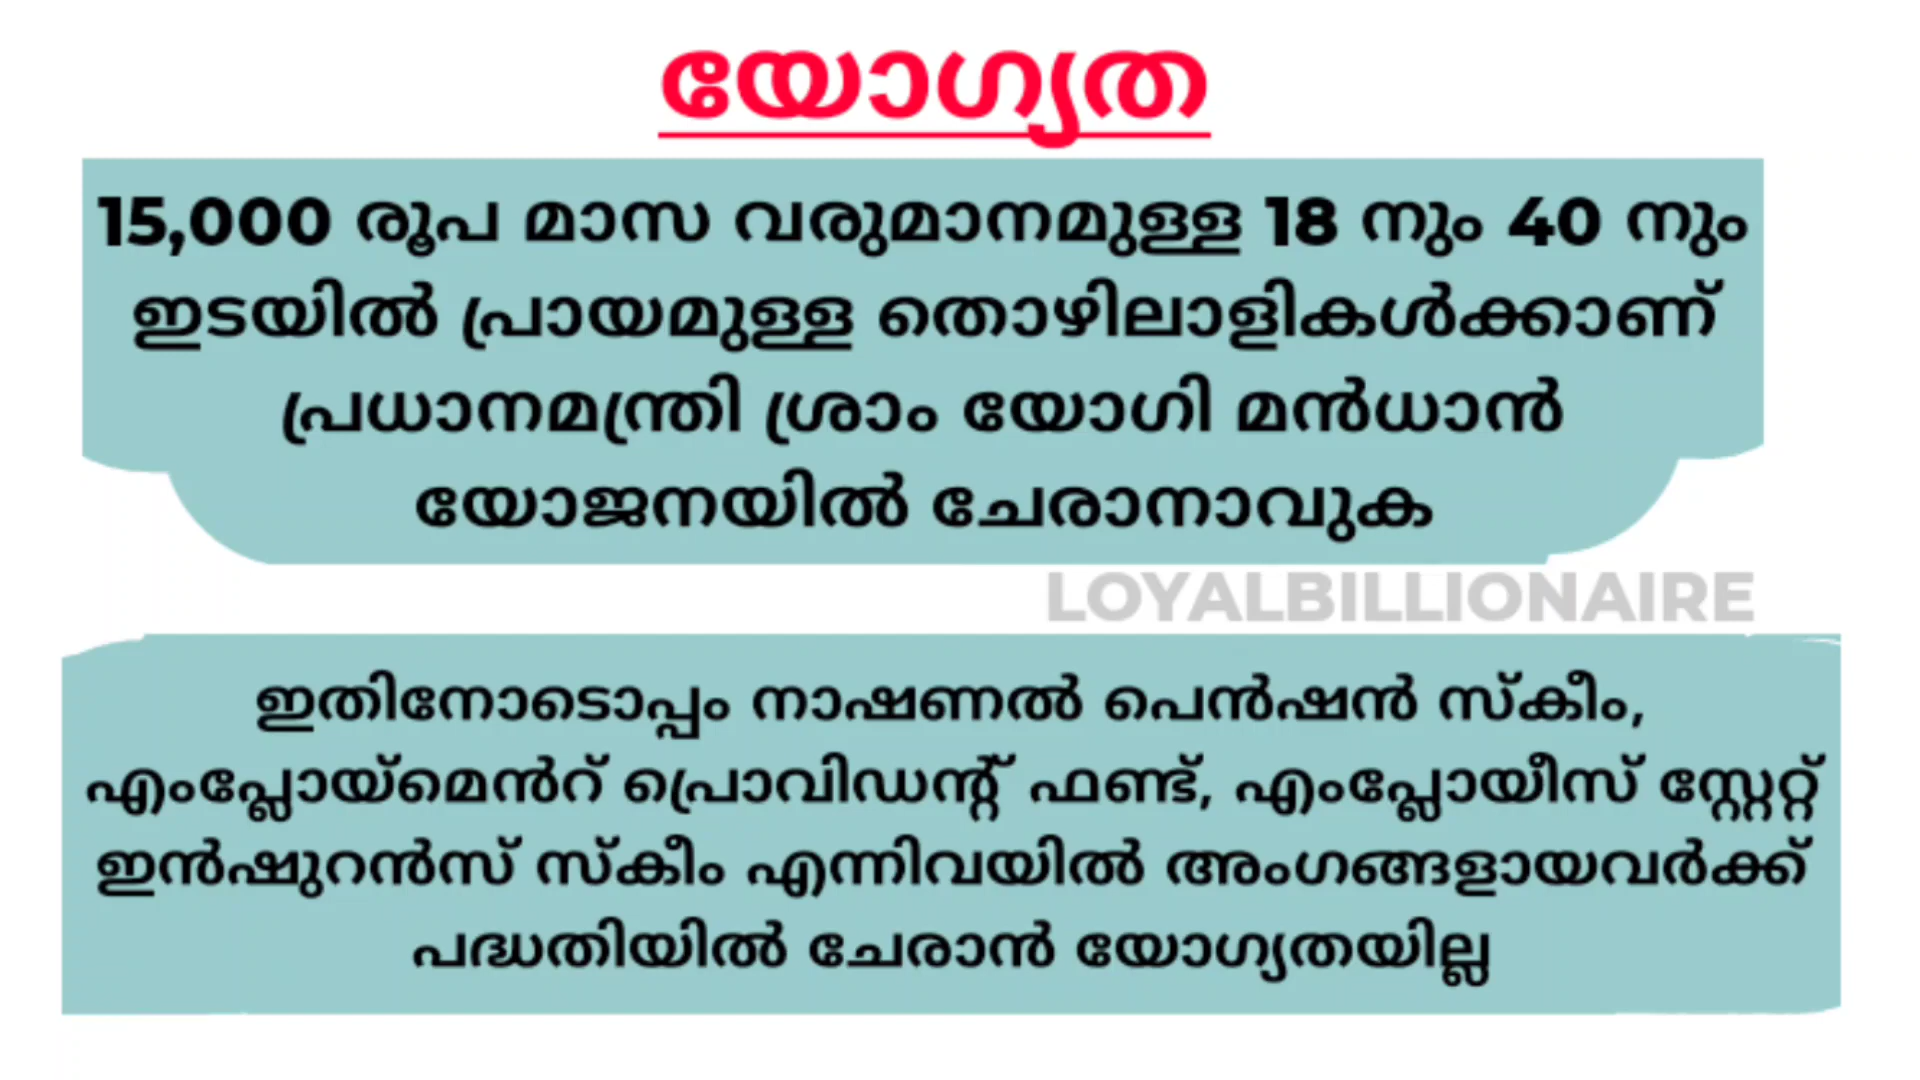 യോഗ്യത
15,000 രൂപ മാസ വരുമാനമുള്ള 18 നും 40 നും
ഇടയിൽ പ്രായമുള്ള തൊഴിലാളികൾക്കാണ്
പ്രധാനമന്ത്രി ശ്രാം യോഗി മൻധാൻ
യോജനയിൽ ചേരാനാവുക
LOYALBILLIONAIRE
ഇതിനോടൊപ്പം നാഷണൽ പെൻഷൻ സ്കീം,
എംപ്ലോയ്മെൻറ് പ്രൊവിഡന്റ് ഫണ്ട്, എംപ്ലോയീസ് സ്റ്റേറ്റ്
ഇൻഷുറൻസ് സ്കീം എന്നിവയിൽ അംഗങ്ങളായവർക്ക്
പദ്ധതിയിൽ ചേരാൻ യോഗ്യതയില്ല